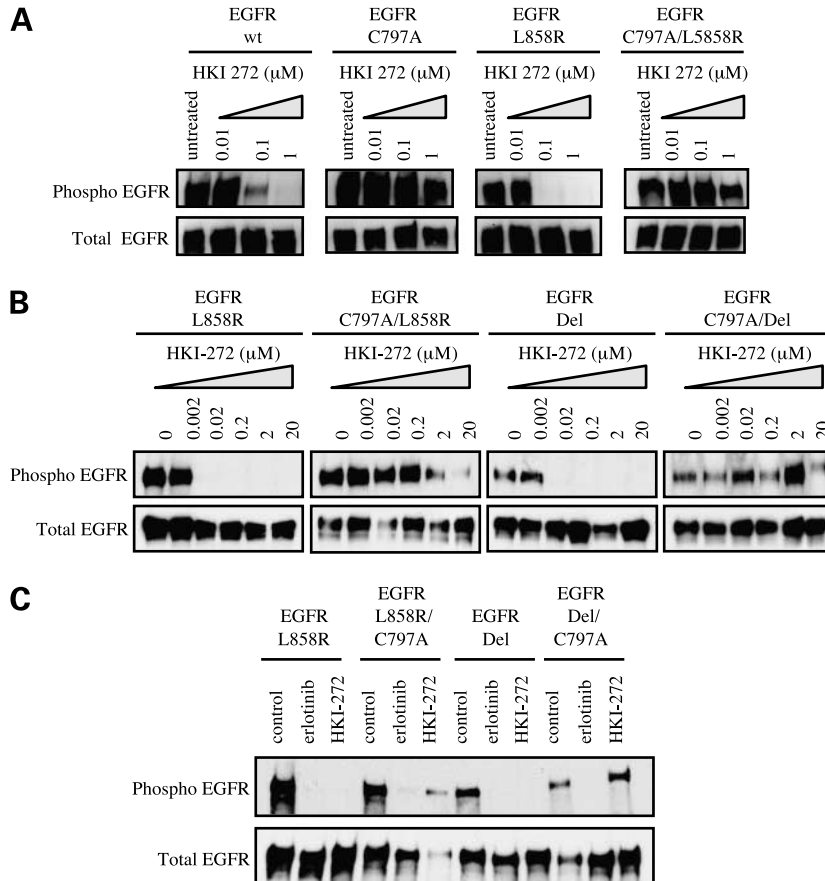 A
EGFR wt
EGFR C797A
EGFR L858R
EGFR C797A/L5858R
HKI 272 (µM)
HKI 272 (µM)
HKI 272 (µM)
HKI 272 (µM)
untreated 0.01 0.1 1
untreated 0.01 0.1 1
untreated 0.01 0.1 1
untreated 0.01 0.1 1
Phospho EGFR
Total EGFR
B
EGFR L858R
EGFR C797A/L858R
EGFR Del
EGFR C797A/Del
HKI-272 (µM)
HKI-272 (µM)
HKI-272 (µM)
HKI-272 (µM)
0 0.002 0.02 0.2 2 20
0 0.002 0.02 0.2 2 20
0 0.002 0.02 0.2 2 20
0 0.002 0.02 0.2 2 20
Phospho EGFR
Total EGFR
C
EGFR L858R
EGFR L858R/ C797A
EGFR Del
EGFR Del/ C797A
control erlotinib HKI-272
control erlotinib HKI-272
control erlotinib HKI-272
control erlotinib HKI-272
Phospho EGFR
Total EGFR